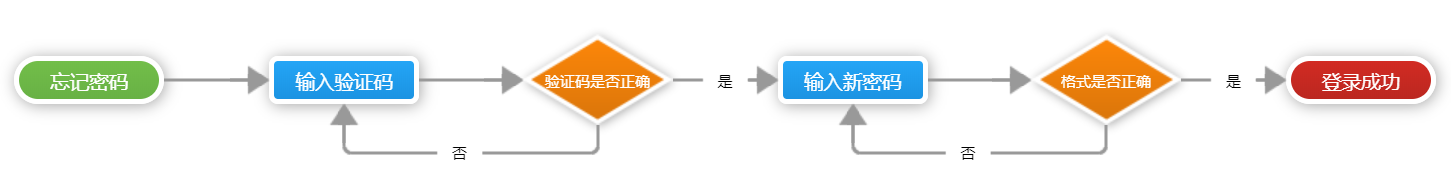 忘记密码
输入验证码
验证码是否正确
是
输入新密码
格式是否正确
是
登录成功
否
否